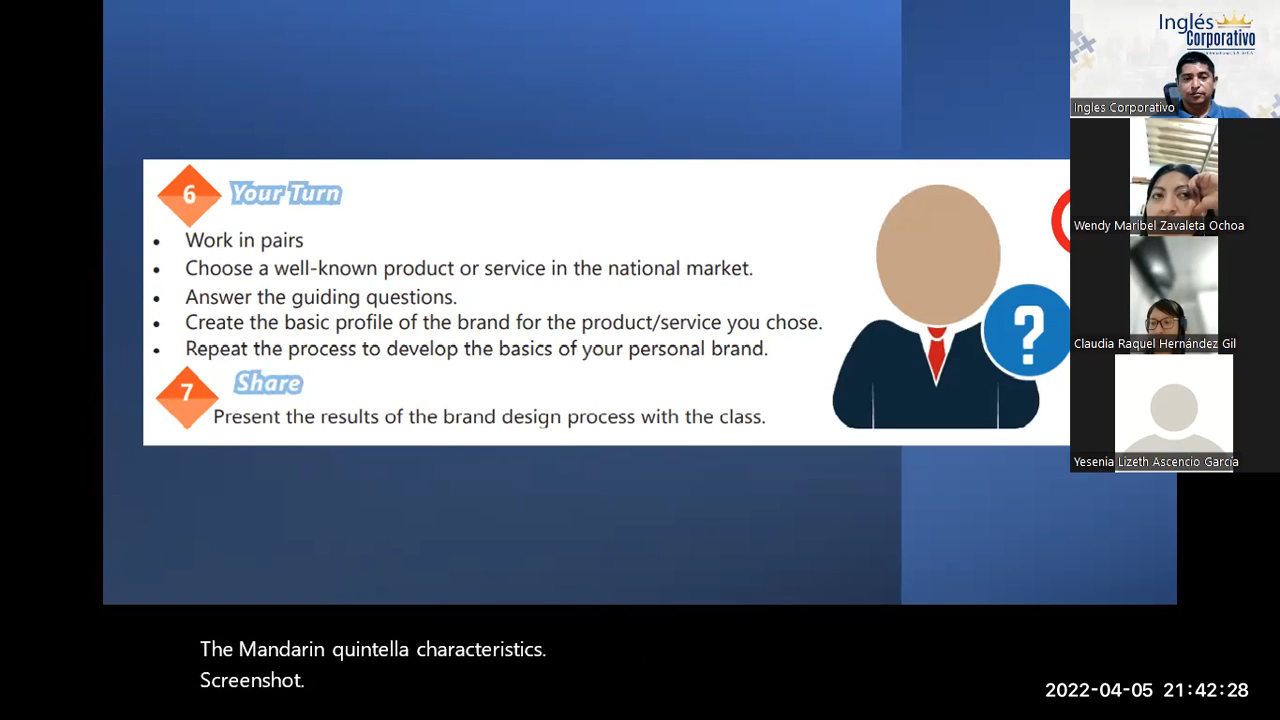 6 Your Turn
• Work in pairs
• Choose a well-known product or service in the national market.
• Answer the guiding questions.
• Create the basic profile of the brand for the product/service you chose.
• Repeat the process to develop the basics of your personal brand.
7 Share
Present the results of the brand design process with the class.
?
Inglés
Corporativo
Ingles Corporativo
Wendy Maribel Zavaleta Ochoa
Claudia Raquel Hernández Gil
Yesenia Lizeth Ascencio García
The Mandarin quintella characteristics.
Screenshot.
2022-04-05 21:42:28